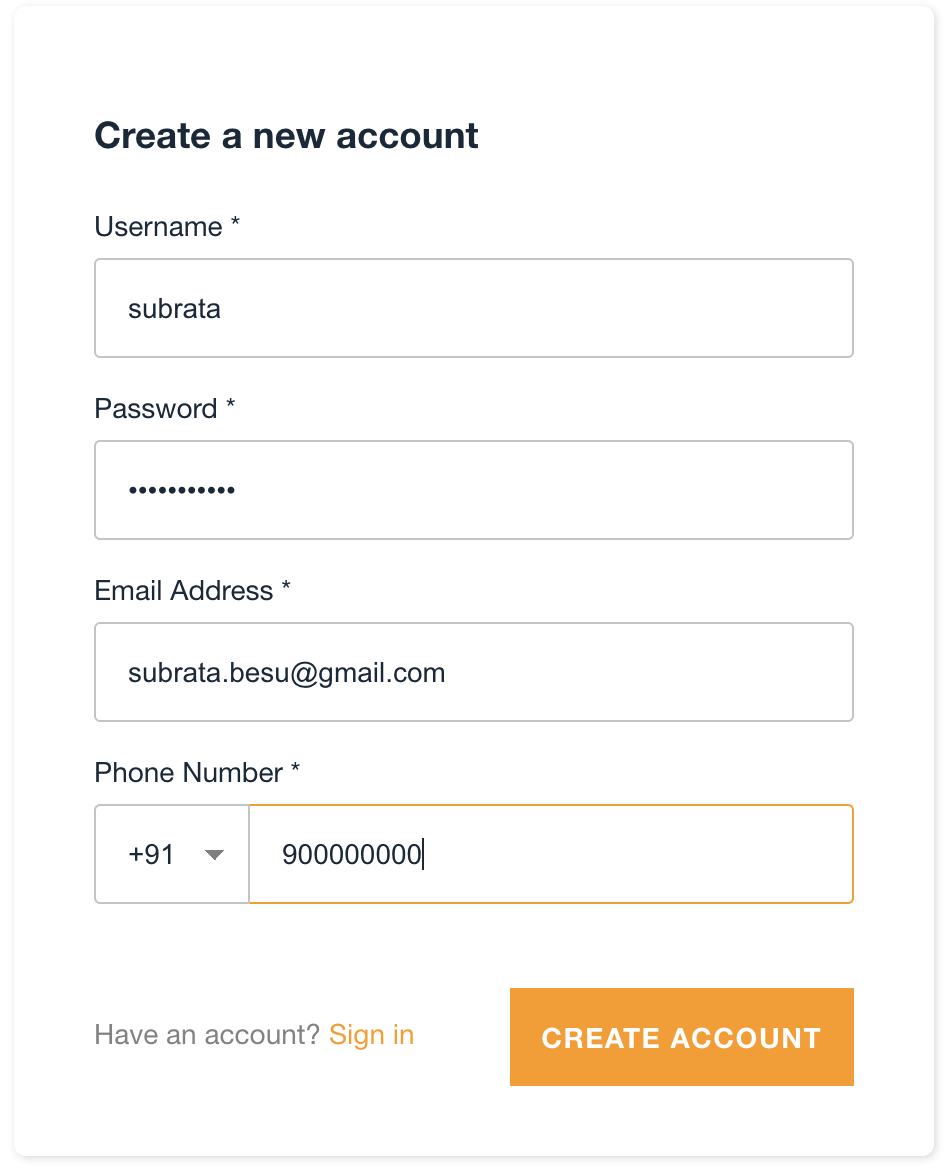 Create a new account
Username *
subrata
Password *
•••••••••••
Email Address *
subrata.besu@gmail.com
Phone Number *
+91 900000000
Have an account? Sign in
CREATE ACCOUNT